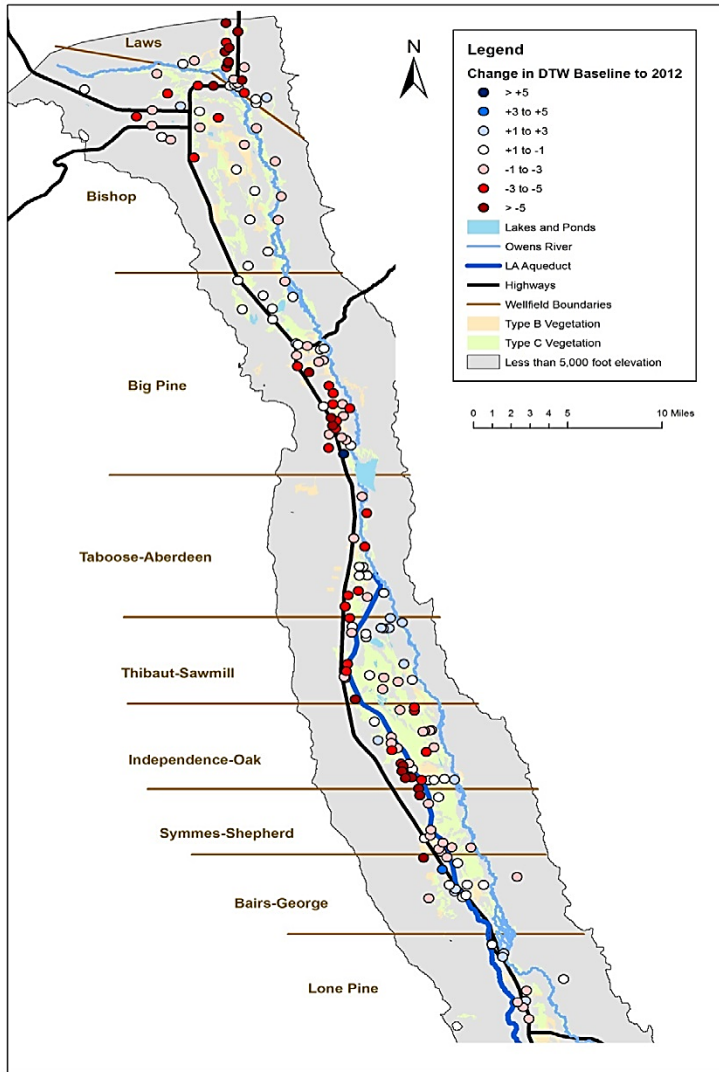 Laws
N
Legend
Change in DTW Baseline to 2012
> +5
+3 to +5
+1 to +3
+1 to -1
-1 to -3
-3 to -5
> -5
Lakes and Ponds
Owens River
LA Aqueduct
Highways
Wellfield Boundaries
Type B Vegetation
Type C Vegetation
Less than 5,000 foot elevation
Bishop
Big Pine
0 1 2 3 4 5 10 Miles
Taboose-Aberdeen
Thibaut-Sawmill
Independence-Oak
Symmes-Shepherd
Bairs-George
Lone Pine